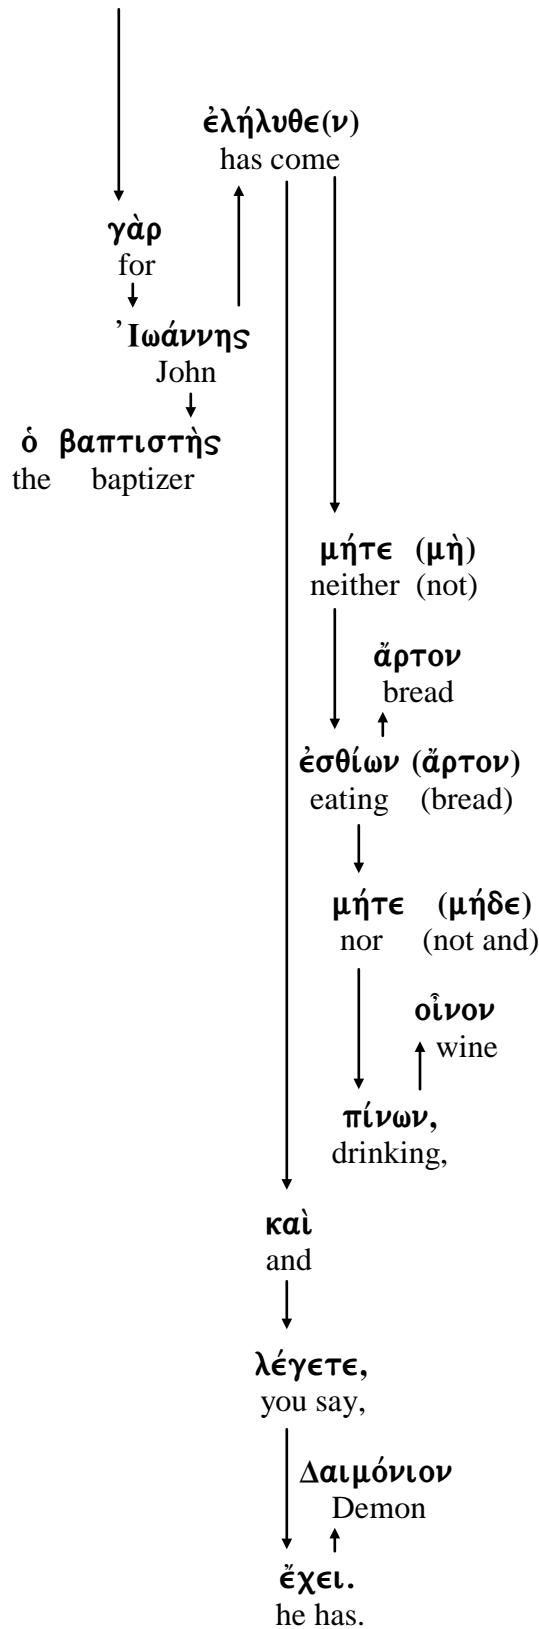 ἐλήλυθε(ν)
has come
γὰρ
for
Ἰωάννης
John
ὁ βαπτιστὴς
the baptizer
μήτε (μὴ)
neither (not)
ἄρτον
bread
ἐσθίων (ἄρτον)
eating (bread)
μήτε (μήδε)
nor (not and)
οἶνον
wine
πίνων,
drinking,
καὶ
and
λέγετε,
you say,
Δαιμόνιον
Demon
ἔχει.
he has.